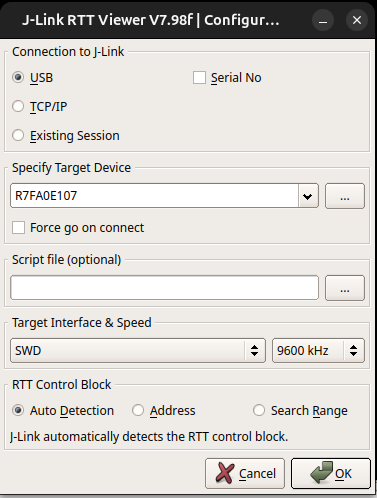 J-Link RTT Viewer V7.98f | Configur...
Connection to J-Link
USB
Serial No
TCP/IP
Existing Session
Specify Target Device
R7FA0E107
...
Force go on connect
Script file (optional)
...
Target Interface & Speed
SWD
9600 kHz
RTT Control Block
Auto Detection
Address
Search Range
J-Link automatically detects the RTT control block.
Cancel
OK